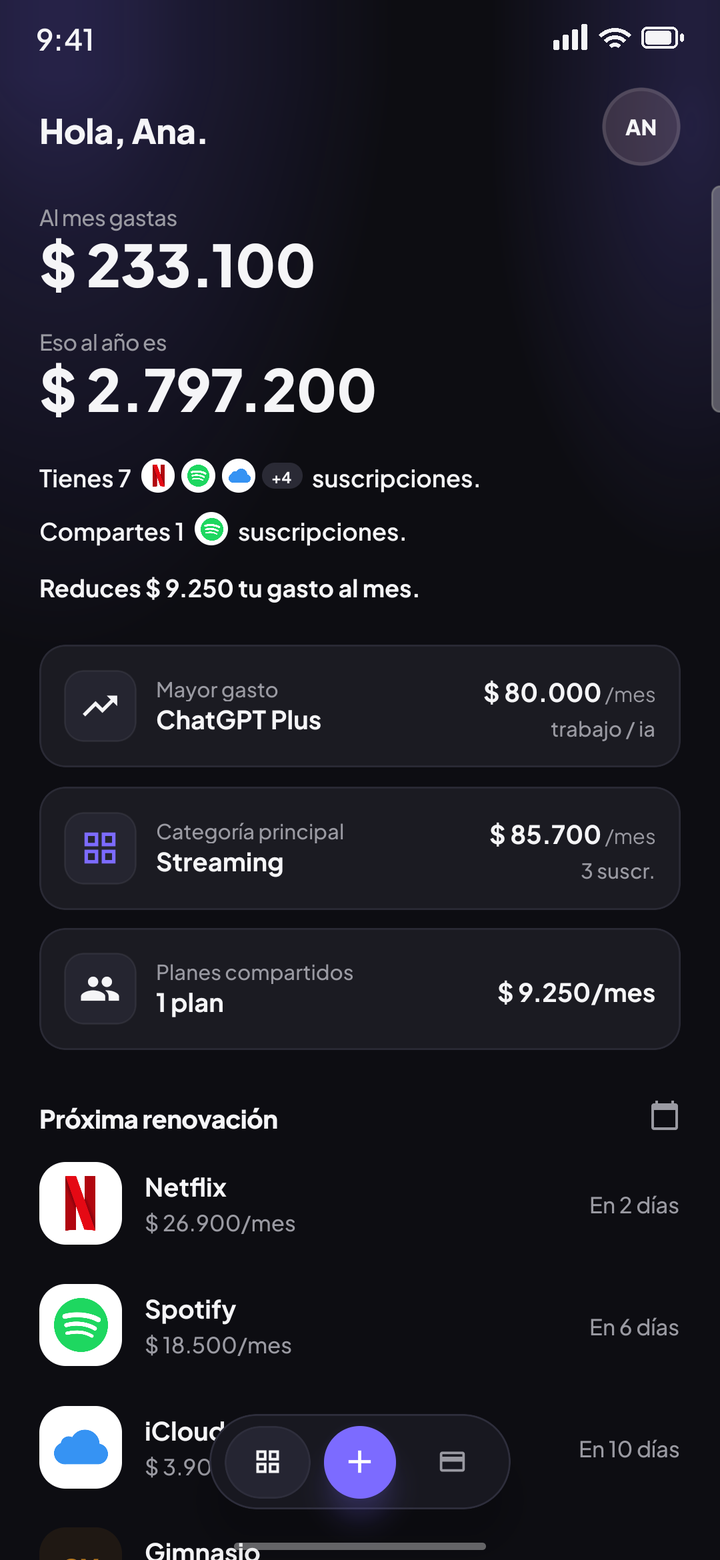 9:41
Hola, Ana.
AN
Al mes gastas
$ 233.100
Eso al año es
$ 2.797.200
Tienes 7 +4 suscripciones.
Compartes 1 suscripciones.
Reduces $ 9.250 tu gasto al mes.
Mayor gasto
ChatGPT Plus
$ 80.000 /mes
trabajo / ia
Categoría principal
Streaming
$ 85.700 /mes
3 suscr.
Planes compartidos
1 plan
$ 9.250/mes
Próxima renovación
Netflix
$ 26.900/mes
En 2 días
Spotify
$ 18.500/mes
En 6 días
iCloud
$ 3.90
En 10 días
Gimnasio